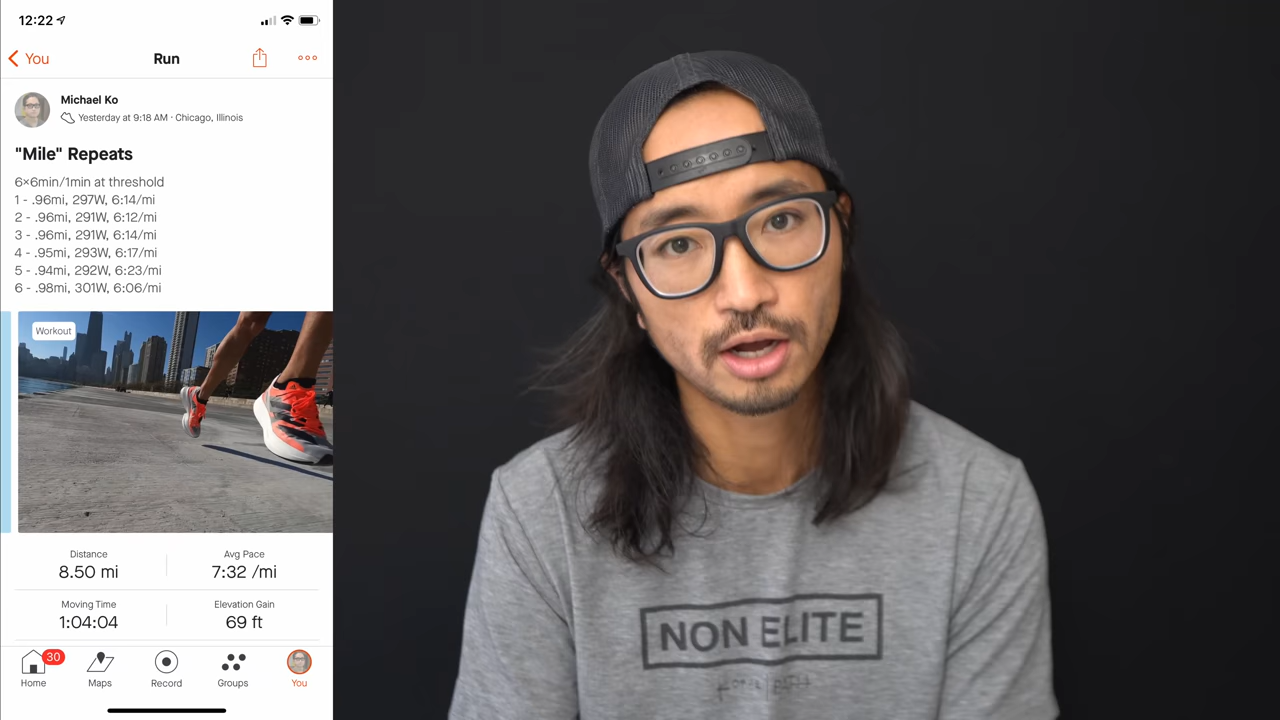 12:22
You
Run
Michael Ko
Yesterday at 9:18 AM · Chicago, Illinois
"Mile" Repeats
6x6min/1min at threshold
1 - .96mi, 297W, 6:14/mi
2 - .96mi, 291W, 6:12/mi
3 - .96mi, 291W, 6:14/mi
4 - .95mi, 293W, 6:17/mi
5 - .94mi, 292W, 6:23/mi
6 - .98mi, 301W, 6:06/mi
Workout
Distance
Avg Pace
8.50 mi
7:32 /mi
Moving Time
Elevation Gain
1:04:04
69 ft
30
Home
Maps
Record
Groups
You
NON ELITE